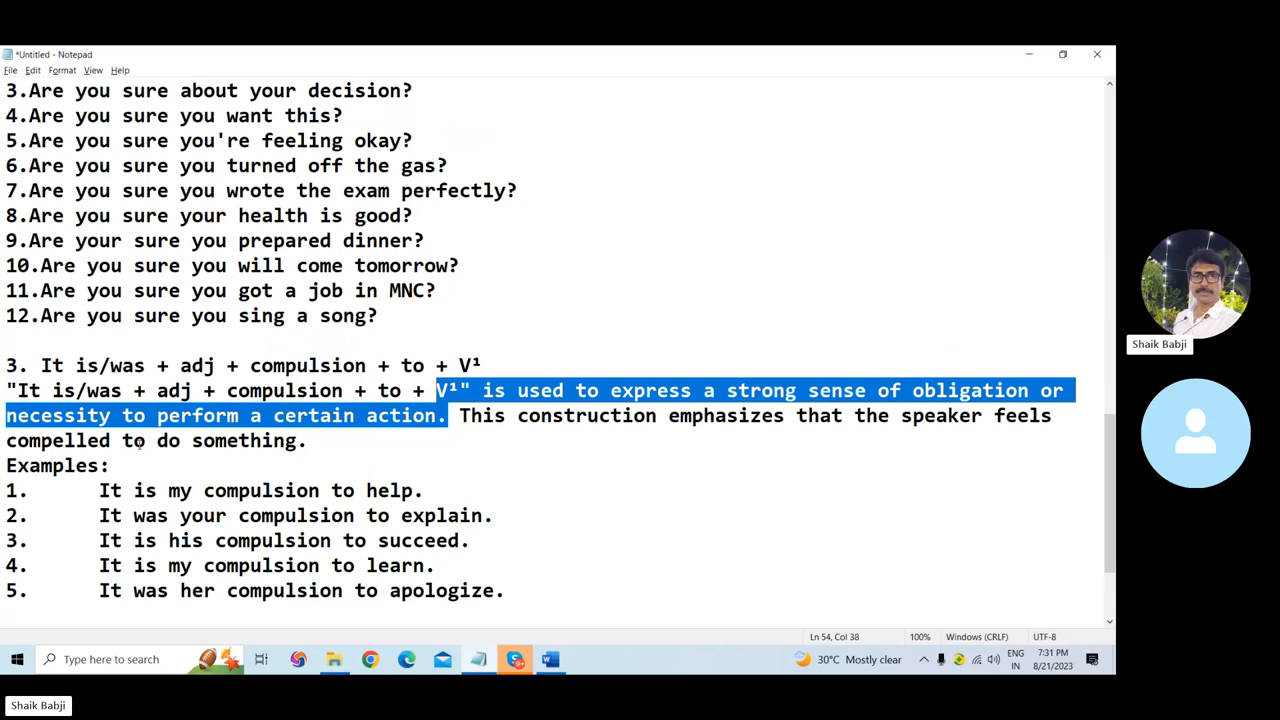 *Untitled - Notepad
File Edit Format View Help
3.Are you sure about your decision?
4.Are you sure you want this?
5.Are you sure you're feeling okay?
6.Are you sure you turned off the gas?
7.Are you sure you wrote the exam perfectly?
8.Are you sure your health is good?
9.Are your sure you prepared dinner?
10.Are you sure you will come tomorrow?
11.Are you sure you got a job in MNC?
12.Are you sure you sing a song?
3. It is/was + adj + compulsion + to + V¹
"It is/was + adj + compulsion + to + V¹" is used to express a strong sense of obligation or
necessity to perform a certain action. This construction emphasizes that the speaker feels
compelled to do something.
Examples:
1. It is my compulsion to help.
2. It was your compulsion to explain.
3. It is his compulsion to succeed.
4. It is my compulsion to learn.
5. It was her compulsion to apologize.
Ln 54, Col 38 100% Windows (CRLF) UTF-8
Type here to search
30°C Mostly clear
ENG
IN
7:31 PM
8/21/2023
Shaik Babji
Shaik Babji